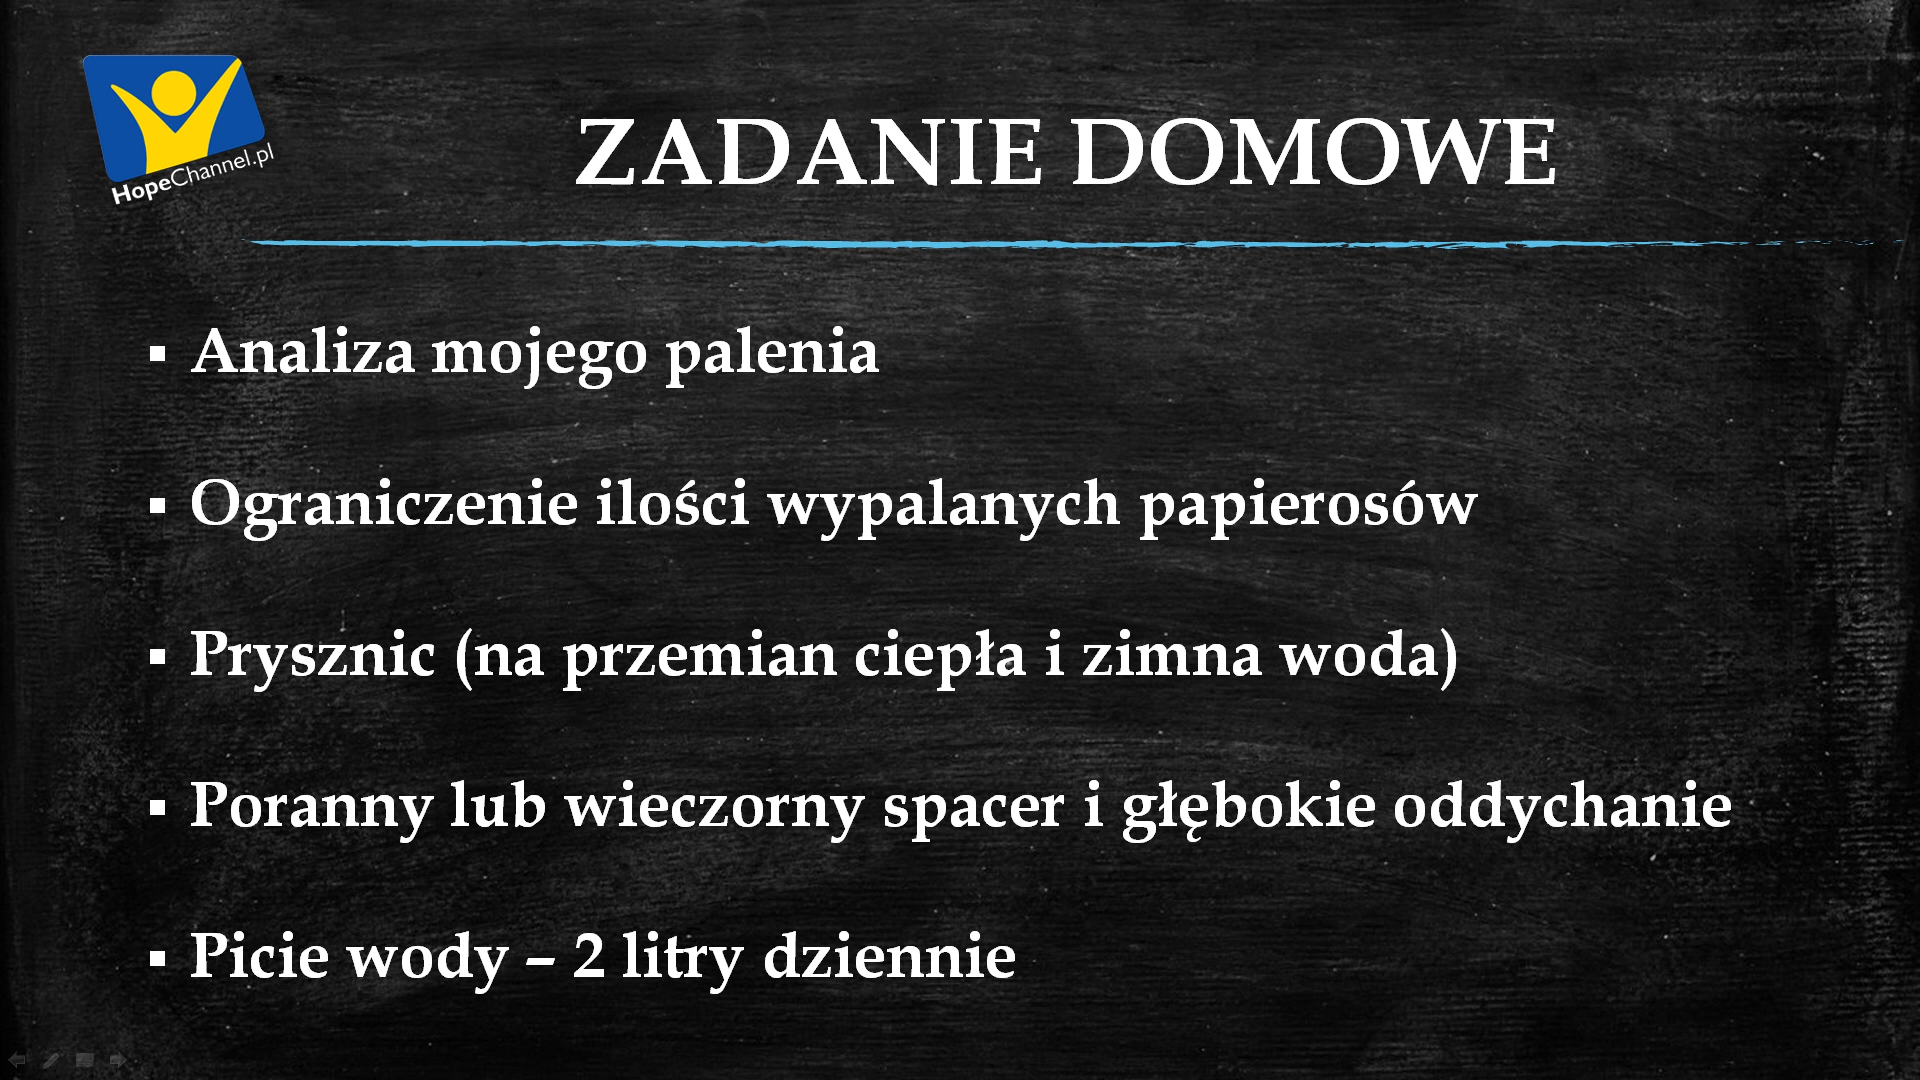 HopeChannel.pl
ZADANIE DOMOWE
▪ Analiza mojego palenia
▪ Ograniczenie ilości wypalanych papierosów
▪ Prysznic (na przemian ciepła i zimna woda)
▪ Poranny lub wieczorny spacer i głębokie oddychanie
▪ Picie wody – 2 litry dziennie